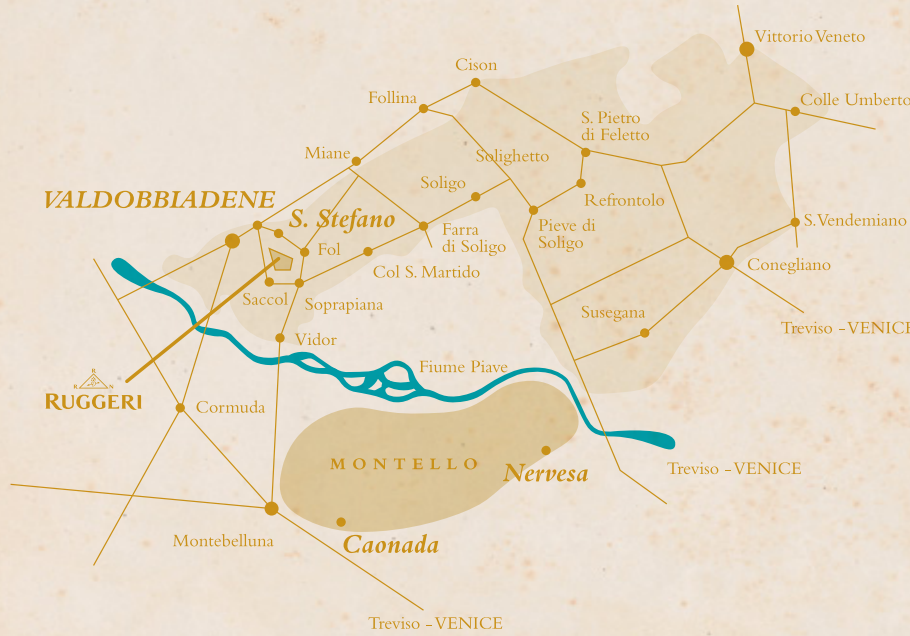 Vittorio Veneto
Cison
Follina
Colle Umberto
S. Pietro
di Feletto
Miane
Solighetto
Soligo
VALDOBBIADENE
Refrontolo
S. Stefano
Pieve di
Soligo
S.Vendemiano
Farra
di Soligo
Fol
Col S. Martido
Conegliano
Saccol
Soprapiana
Susegana
Treviso - VENICE
Vidor
Fiume Piave
R
R N
RUGGERI
Cormuda
MONTELLO
Nervesa
Treviso - VENICE
Montebelluna
Caonada
Treviso - VENICE